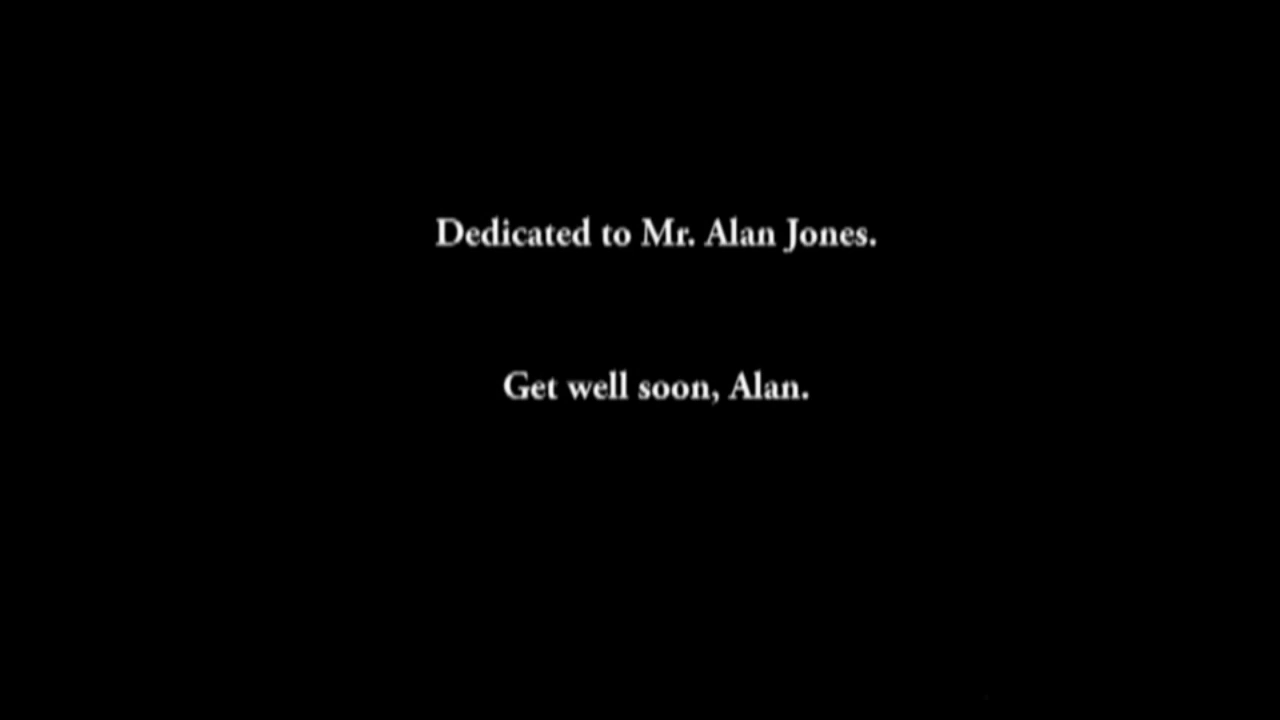 Dedicated to Mr. Alan Jones.
Get well soon, Alan.